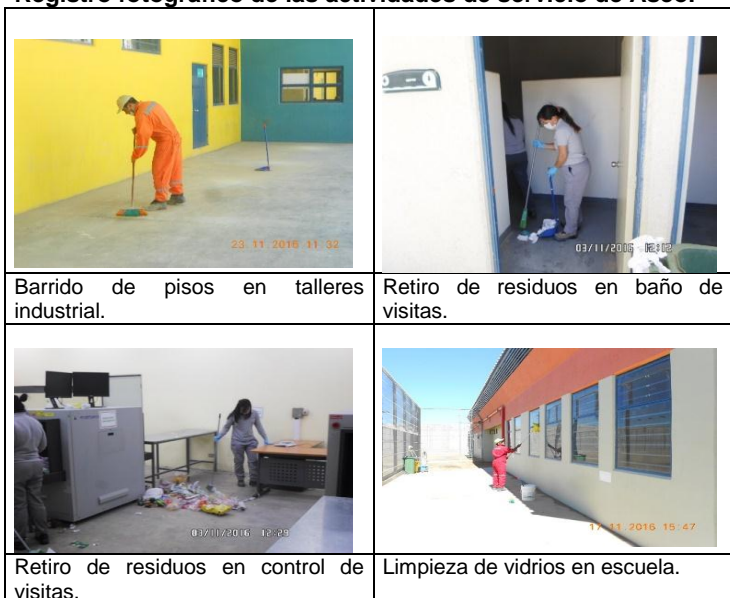 Registro fotográfico de las actividades de servicio de Aseo.
23 11 2016 11:32
03/11/2016 12:12
Barrido de pisos en talleres
industrial.
Retiro de residuos en baño de
visitas.
03/11/2016 12:29
17 11 2016 15:47
Retiro de residuos en control de
visitas.
Limpieza de vidrios en escuela.